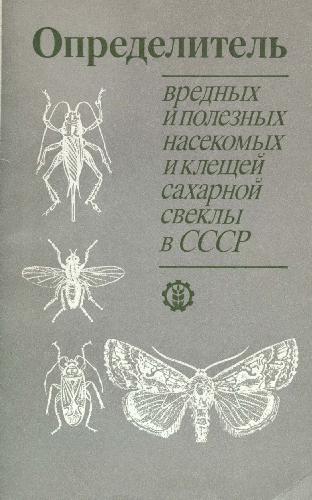 Определитель
вредных
и полезных
насекомых
и клещей
сахарной
свеклы
в СССР